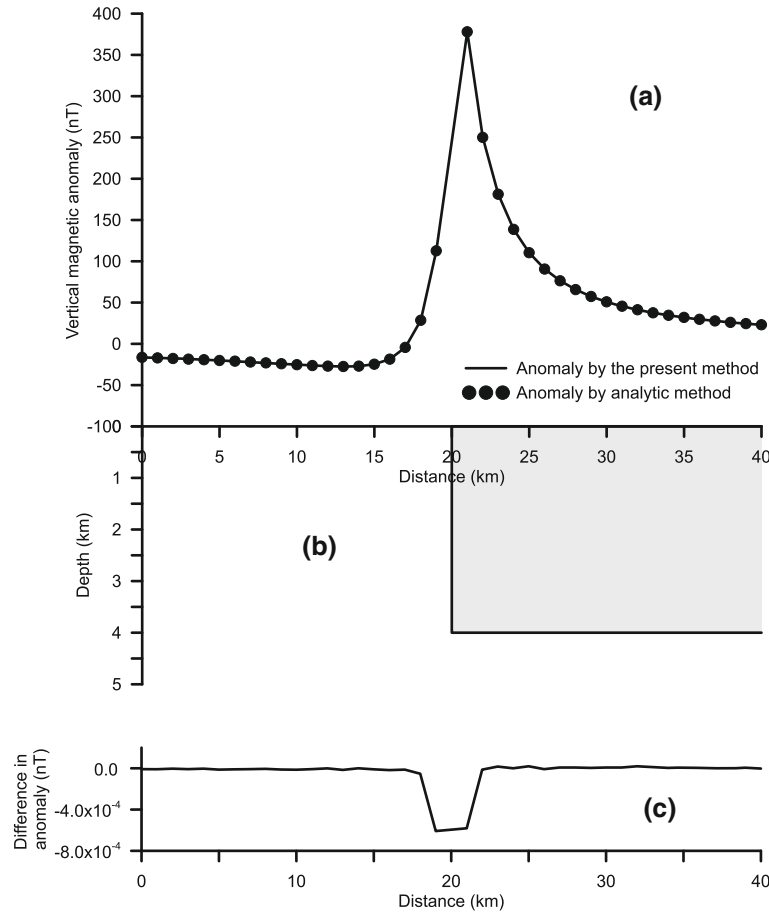 400
350
300
250
200
150
100
50
0
-50
-100
Vertical magnetic anomaly (nT)
(a)
Anomaly by the present method
Anomaly by analytic method
0 5 10 15 20 25 30 35 40
Distance (km)
0
1
2
3
4
5
Depth (km)
(b)
0.0
-4.0x10⁻⁴
-8.0x10⁻⁴
Difference in
anomaly (nT)
(c)
0 10 20 30 40
Distance (km)